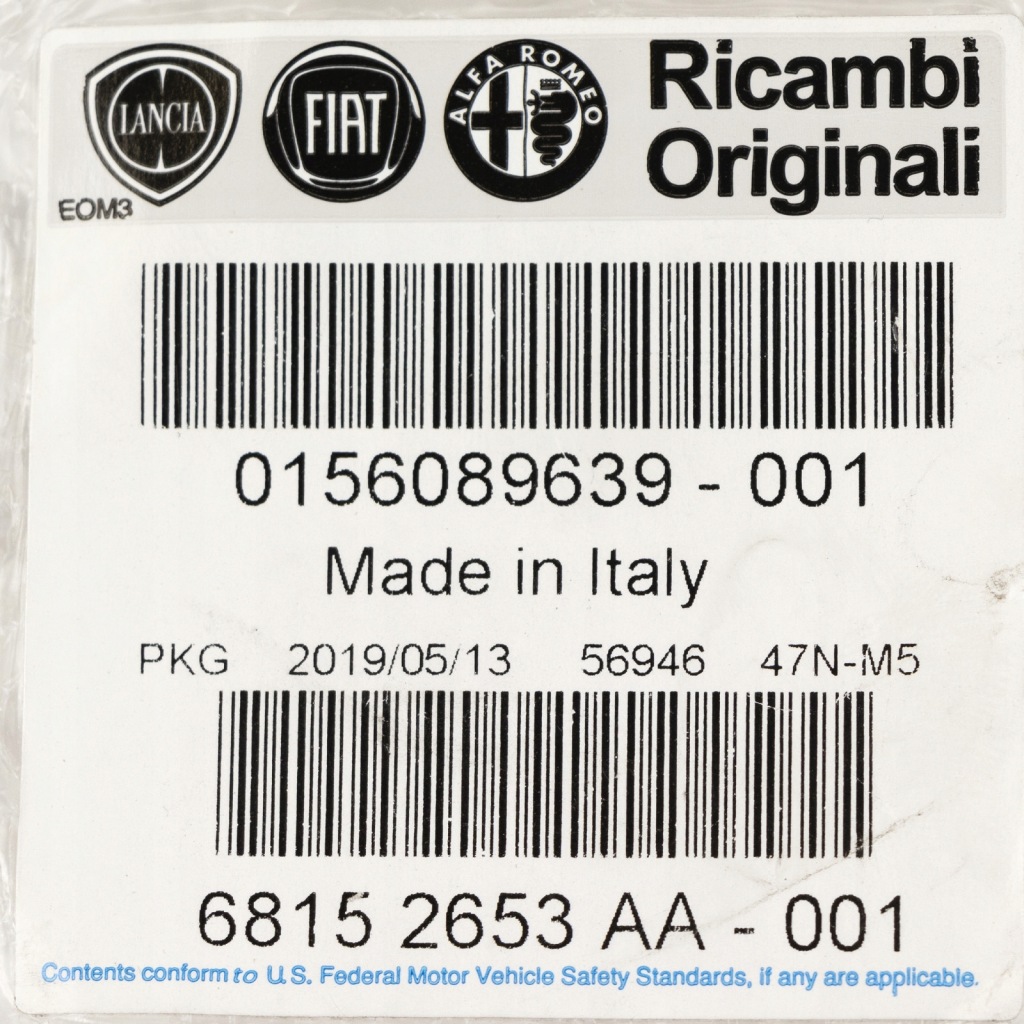 LANCIA
FIAT
ALFA ROMEO
Ricambi
Originali
EOM3
0156089639 - 001
Made in Italy
PKG 2019/05/13 56946 47N-M5
6815 2653 AA - 001
Contents conform to U.S. Federal Motor Vehicle Safety Standards, if any are applicable.